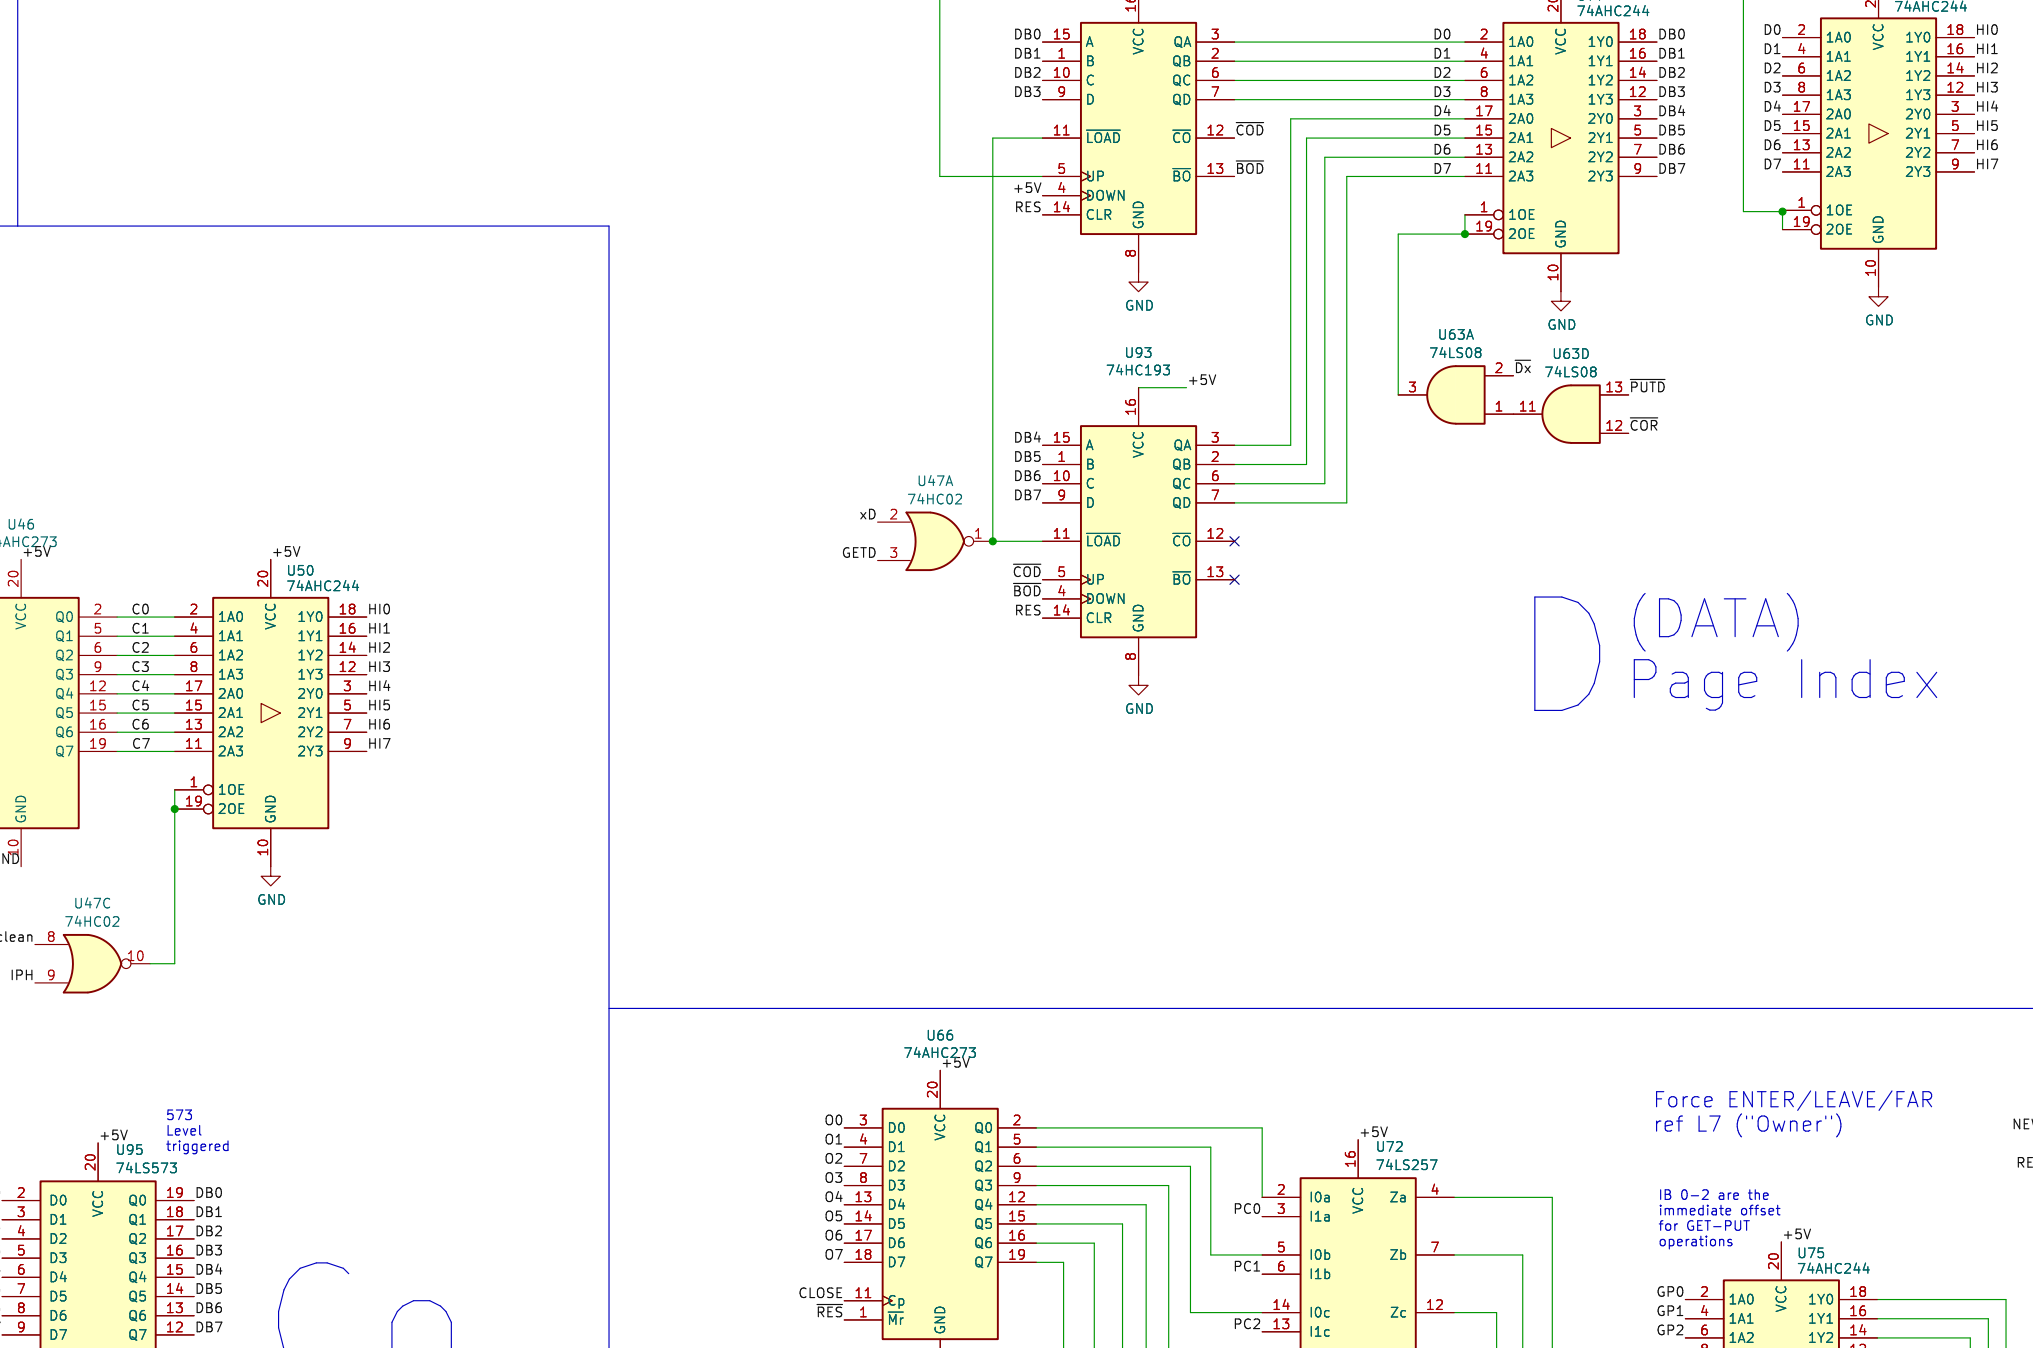 16
VCC
DB0 15 A
DB1 1 B
DB2 10 C
DB3 9 D
11 LOAD
5 UP
+5V 4 DOWN
RES 14 CLR
QA 3
QB 2
QC 6
QD 7
CO 12 COD
BO 13 BOD
GND
8
GND
20
74AHC244
VCC
D0 2 1A0
D1 4 1A1
D2 6 1A2
D3 8 1A3
D4 17 2A0
D5 15 2A1
D6 13 2A2
D7 11 2A3
1 1OE
19 2OE
1Y0 18 DB0
1Y1 16 DB1
1Y2 14 DB2
1Y3 12 DB3
2Y0 3 DB4
2Y1 5 DB5
2Y2 7 DB6
2Y3 9 DB7
GND
10
GND
74AHC244
VCC
D0 2 1A0
D1 4 1A1
D2 6 1A2
D3 8 1A3
D4 17 2A0
D5 15 2A1
D6 13 2A2
D7 11 2A3
1 1OE
19 2OE
1Y0 18 HI0
1Y1 16 HI1
1Y2 14 HI2
1Y3 12 HI3
2Y0 3 HI4
2Y1 5 HI5
2Y2 7 HI6
2Y3 9 HI7
GND
10
GND
U63A
74LS08
3
2 Dx
1
U63D
74LS08
11
13 PUTD
12 COR
U93
74HC193
+5V
16
VCC
DB4 15 A
DB5 1 B
DB6 10 C
DB7 9 D
11 LOAD
COD 5 UP
BOD 4 DOWN
RES 14 CLR
QA 3
QB 2
QC 6
QD 7
CO 12
BO 13
GND
8
GND
U47A
74HC02
xD 2
GETD 3
1
D (DATA)
Page Index
U46
AHC273
+5V
20
VCC
Q0 2 C0
Q1 5 C1
Q2 6 C2
Q3 9 C3
Q4 12 C4
Q5 15 C5
Q6 16 C6
Q7 19 C7
GND
10
ND
+5V
20
U50
74AHC244
VCC
2 1A0
4 1A1
6 1A2
8 1A3
17 2A0
15 2A1
13 2A2
11 2A3
1 1OE
19 2OE
1Y0 18 HI0
1Y1 16 HI1
1Y2 14 HI2
1Y3 12 HI3
2Y0 3 HI4
2Y1 5 HI5
2Y2 7 HI6
2Y3 9 HI7
GND
10
GND
U47C
74HC02
clean 8
IPH 9
10
573
Level
triggered
+5V
20
U95
74LS573
VCC
2 D0
3 D1
4 D2
5 D3
6 D4
7 D5
8 D6
9 D7
Q0 19 DB0
Q1 18 DB1
Q2 17 DB2
Q3 16 DB3
Q4 15 DB4
Q5 14 DB5
Q6 13 DB6
Q7 12 DB7
U66
74AHC273
+5V
20
VCC
O0 3 D0
O1 4 D1
O2 7 D2
O3 8 D3
O4 13 D4
O5 14 D5
O6 17 D6
O7 18 D7
CLOSE 11 Cp
RES 1 Mr
Q0 2
Q1 5
Q2 6
Q3 9
Q4 12
Q5 15
Q6 16
Q7 19
GND
+5V
16
U72
74LS257
VCC
2 I0a
PC0 3 I1a
5 I0b
PC1 6 I1b
14 I0c
PC2 13 I1c
Za 4
Zb 7
Zc 12
Force ENTER/LEAVE/FAR
ref L7 ("Owner")
IB 0-2 are the
immediate offset
for GET-PUT
operations
+5V
20
U75
74AHC244
VCC
GP0 2 1A0
GP1 4 1A1
GP2 6 1A2
1Y0 18
1Y1 16
1Y2 14